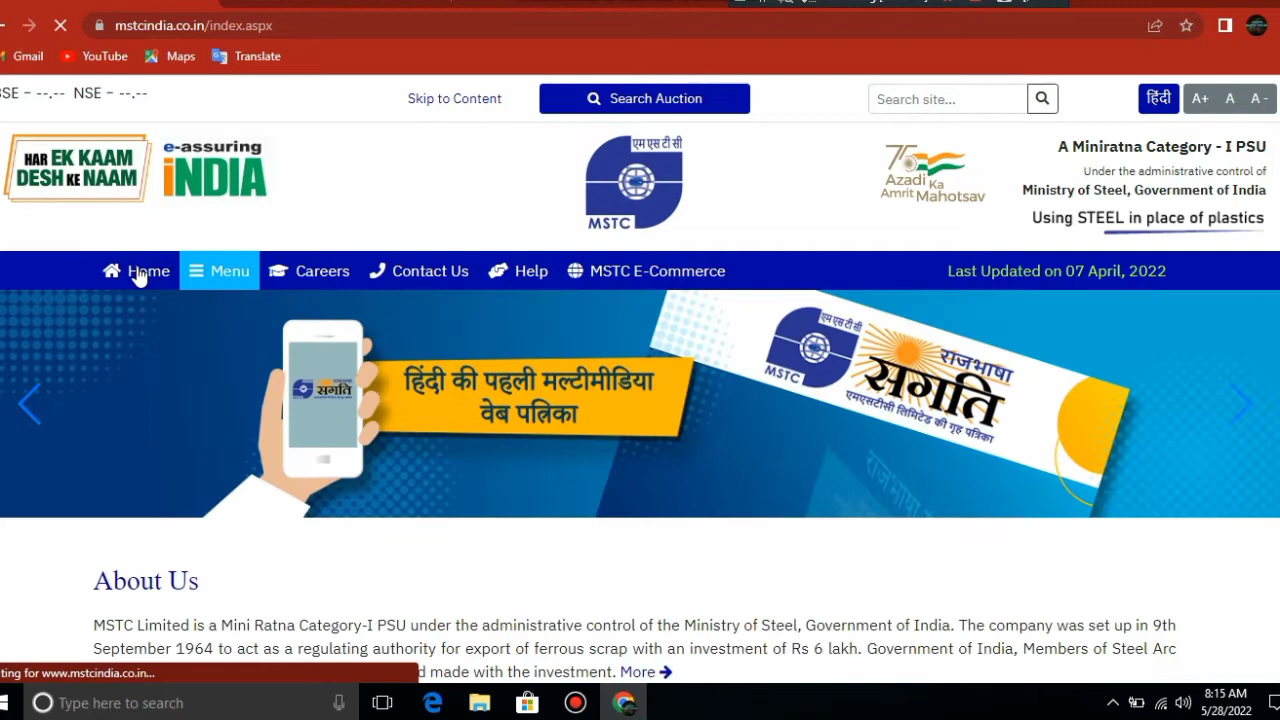 mstcindia.co.in/index.aspx
Gmail YouTube Maps Translate
SE - --.-- NSE - --.--
Skip to Content
Search Auction
Search site...
हिंदी
A+ A A -
HAR EK KAAM
DESH KE NAAM
e-assuring
INDIA
एम एस टी सी
MSTC
75
Azadi Ka
Amrit Mahotsav
A Miniratna Category - I PSU
Under the administrative control of
Ministry of Steel, Government of India
Using STEEL in place of plastics
Home Menu Careers Contact Us Help MSTC E-Commerce Last Updated on 07 April, 2022
संगति
हिंदी की पहली मल्टीमीडिया
वेब पत्रिका
एम एस टी सी
MSTC
राजभाषा
संगति
एमएसटीसी लिमिटेड की गृह पत्रिका
राजभाषा
About Us
MSTC Limited is a Mini Ratna Category-I PSU under the administrative control of the Ministry of Steel, Government of India. The company was set up in 9th
September 1964 to act as a regulating authority for export of ferrous scrap with an investment of Rs 6 lakh. Government of India, Members of Steel Arc
d made with the investment. More
ting for www.mstcindia.co.in...
Type here to search
8:15 AM
5/28/2022